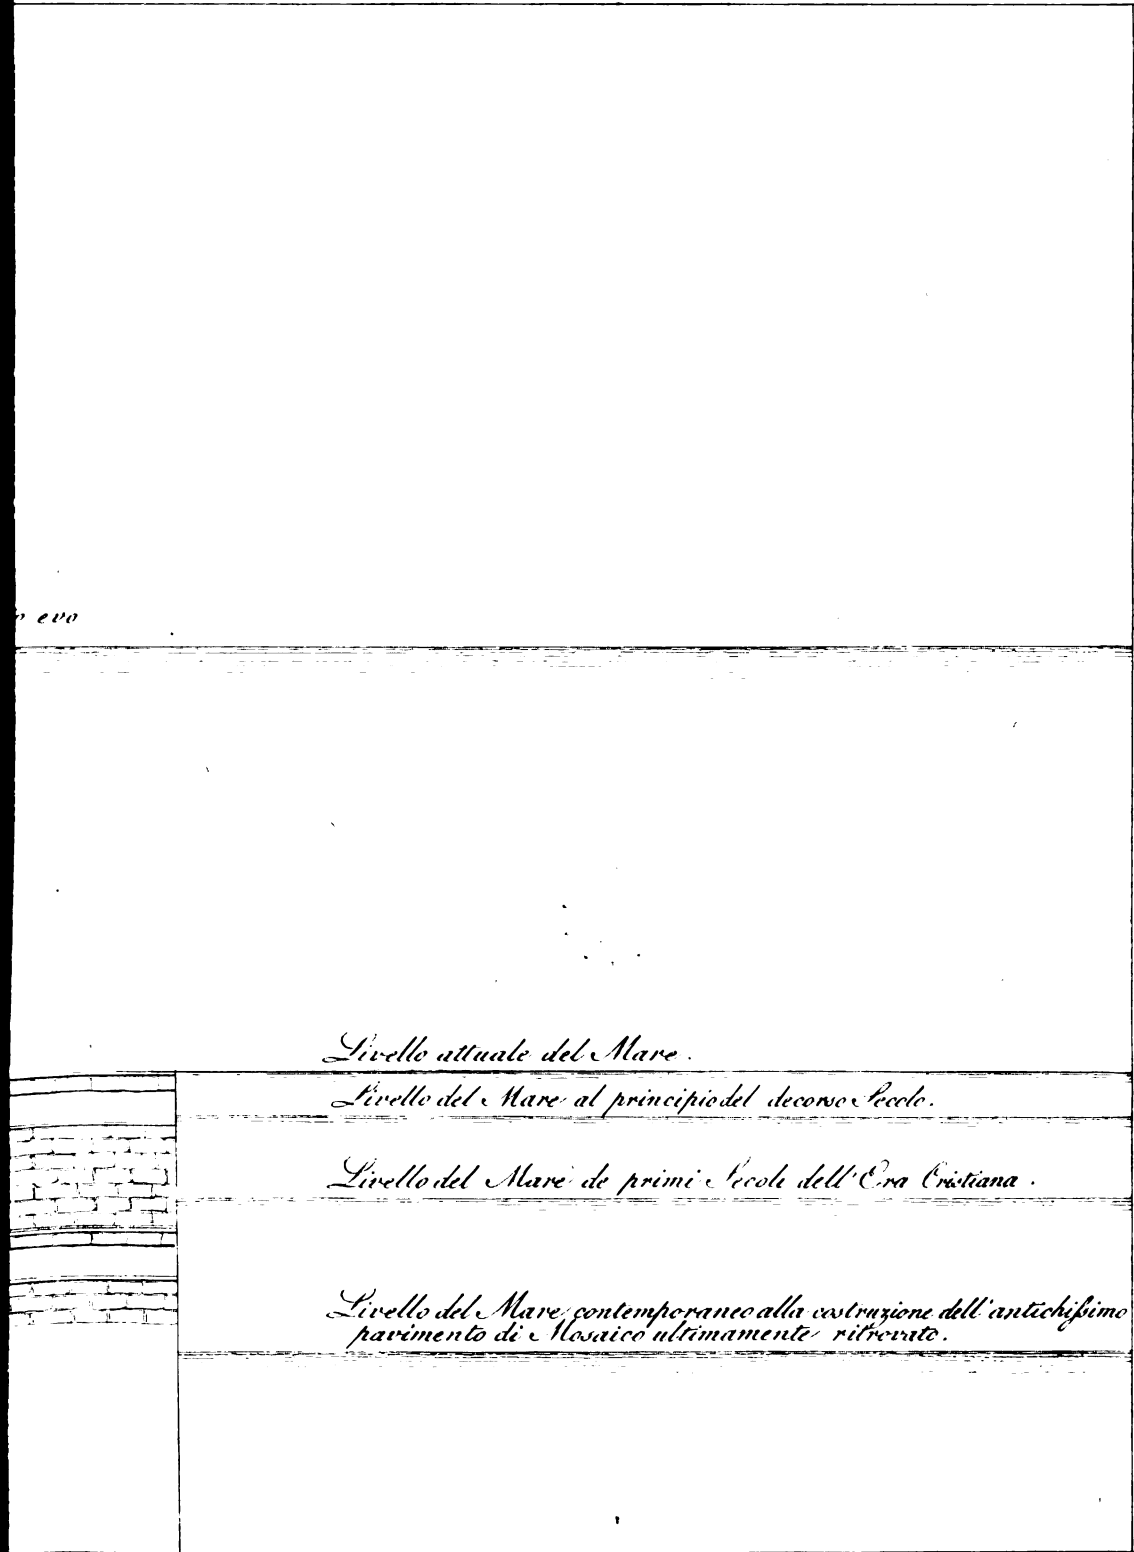 evo
Livello attuale del Mare.
Livello del Mare al principio del decorso Secolo.
Livello del Mare de primi Secoli dell'Era Cristiana.
Livello del Mare contemporaneo alla costruzione dell'antichissimo
pavimento di Mosaico ultimamente ritrovato.